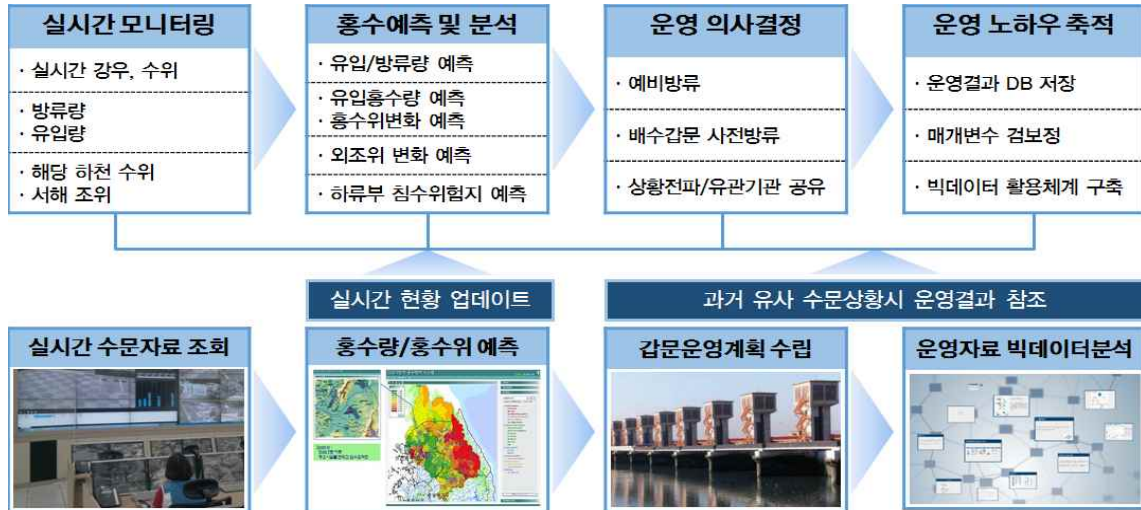 실시간 모니터링
· 실시간 강우, 수위
· 방류량
· 유입량
· 해당 하천 수위
· 서해 조위
홍수예측 및 분석
· 유입/방류량 예측
· 유입홍수량 예측
· 홍수위변화 예측
· 외조위 변화 예측
· 하류부 침수위험지 예측
운영 의사결정
· 예비방류
· 배수갑문 사전방류
· 상황전파/유관기관 공유
운영 노하우 축적
· 운영결과 DB 저장
· 매개변수 검보정
· 빅데이터 활용체계 구축
실시간 현황 업데이트
과거 유사 수문상황시 운영결과 참조
실시간 수문자료 조회
홍수량/홍수위 예측
갑문운영계획 수립
운영자료 빅데이터분석